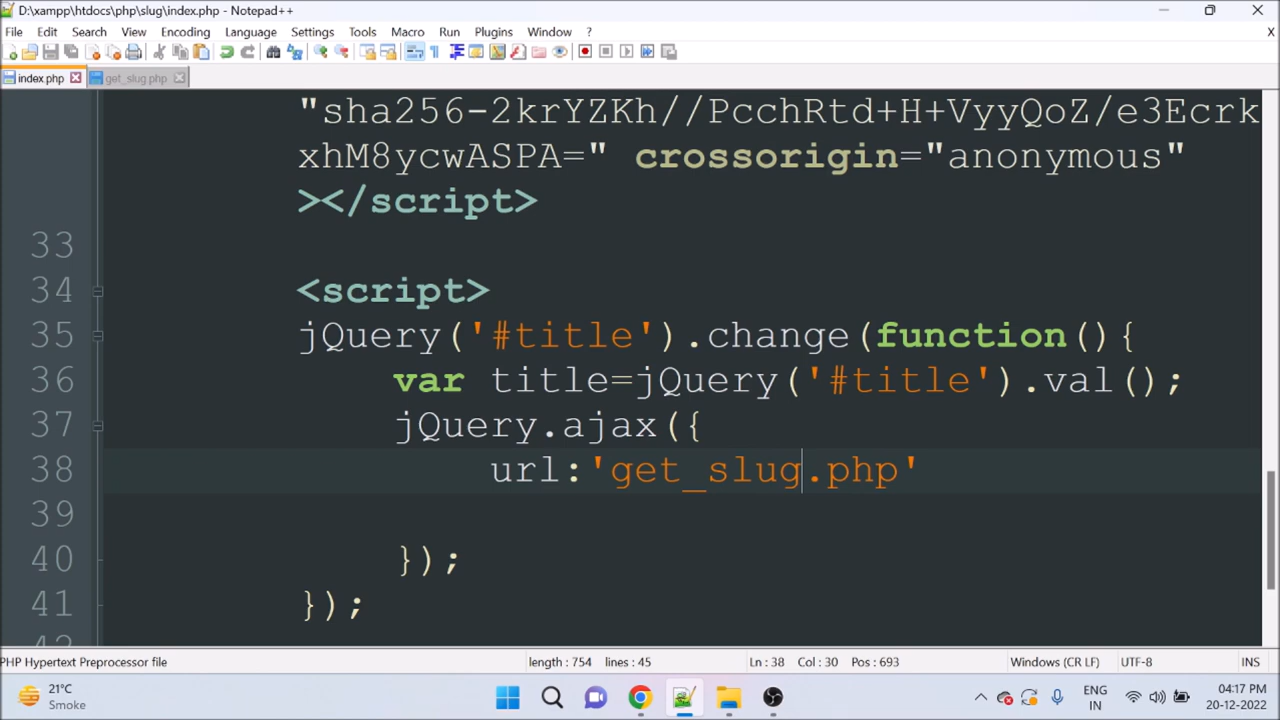 D:\xampp\htdocs\php\slug\index.php - Notepad++
File Edit Search View Encoding Language Settings Tools Macro Run Plugins Window ?
index.php get_slug.php
"sha256-2krYZKh//PcchRtd+H+VyyQoZ/e3Ecrk
xhM8ycwASPA=" crossorigin="anonymous"
></script>
33
34 <script>
35 jQuery('#title').change(function(){
36 var title=jQuery('#title').val();
37 jQuery.ajax({
38 url:'get_slug.php'
39
40 });
41 });
PHP Hypertext Preprocessor file length : 754 lines : 45 Ln : 38 Col : 30 Pos : 693 Windows (CR LF) UTF-8 INS
21°C
Smoke
ENG
IN
04:17 PM
20-12-2022